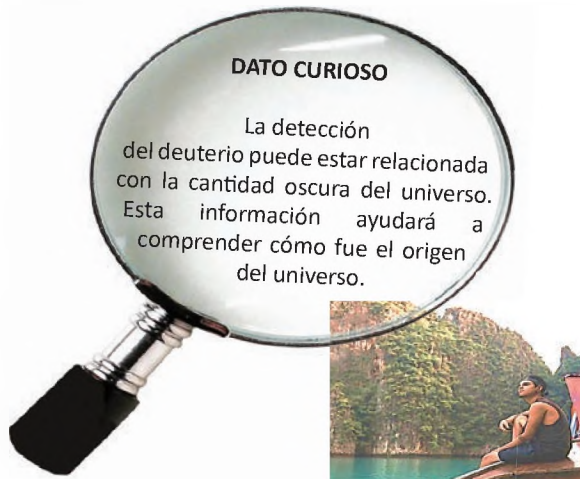 DATO CURIOSO
La detección
del deuterio puede estar relacionada
con la cantidad oscura del universo.
Esta información ayudará a
comprender cómo fue el origen
del universo.